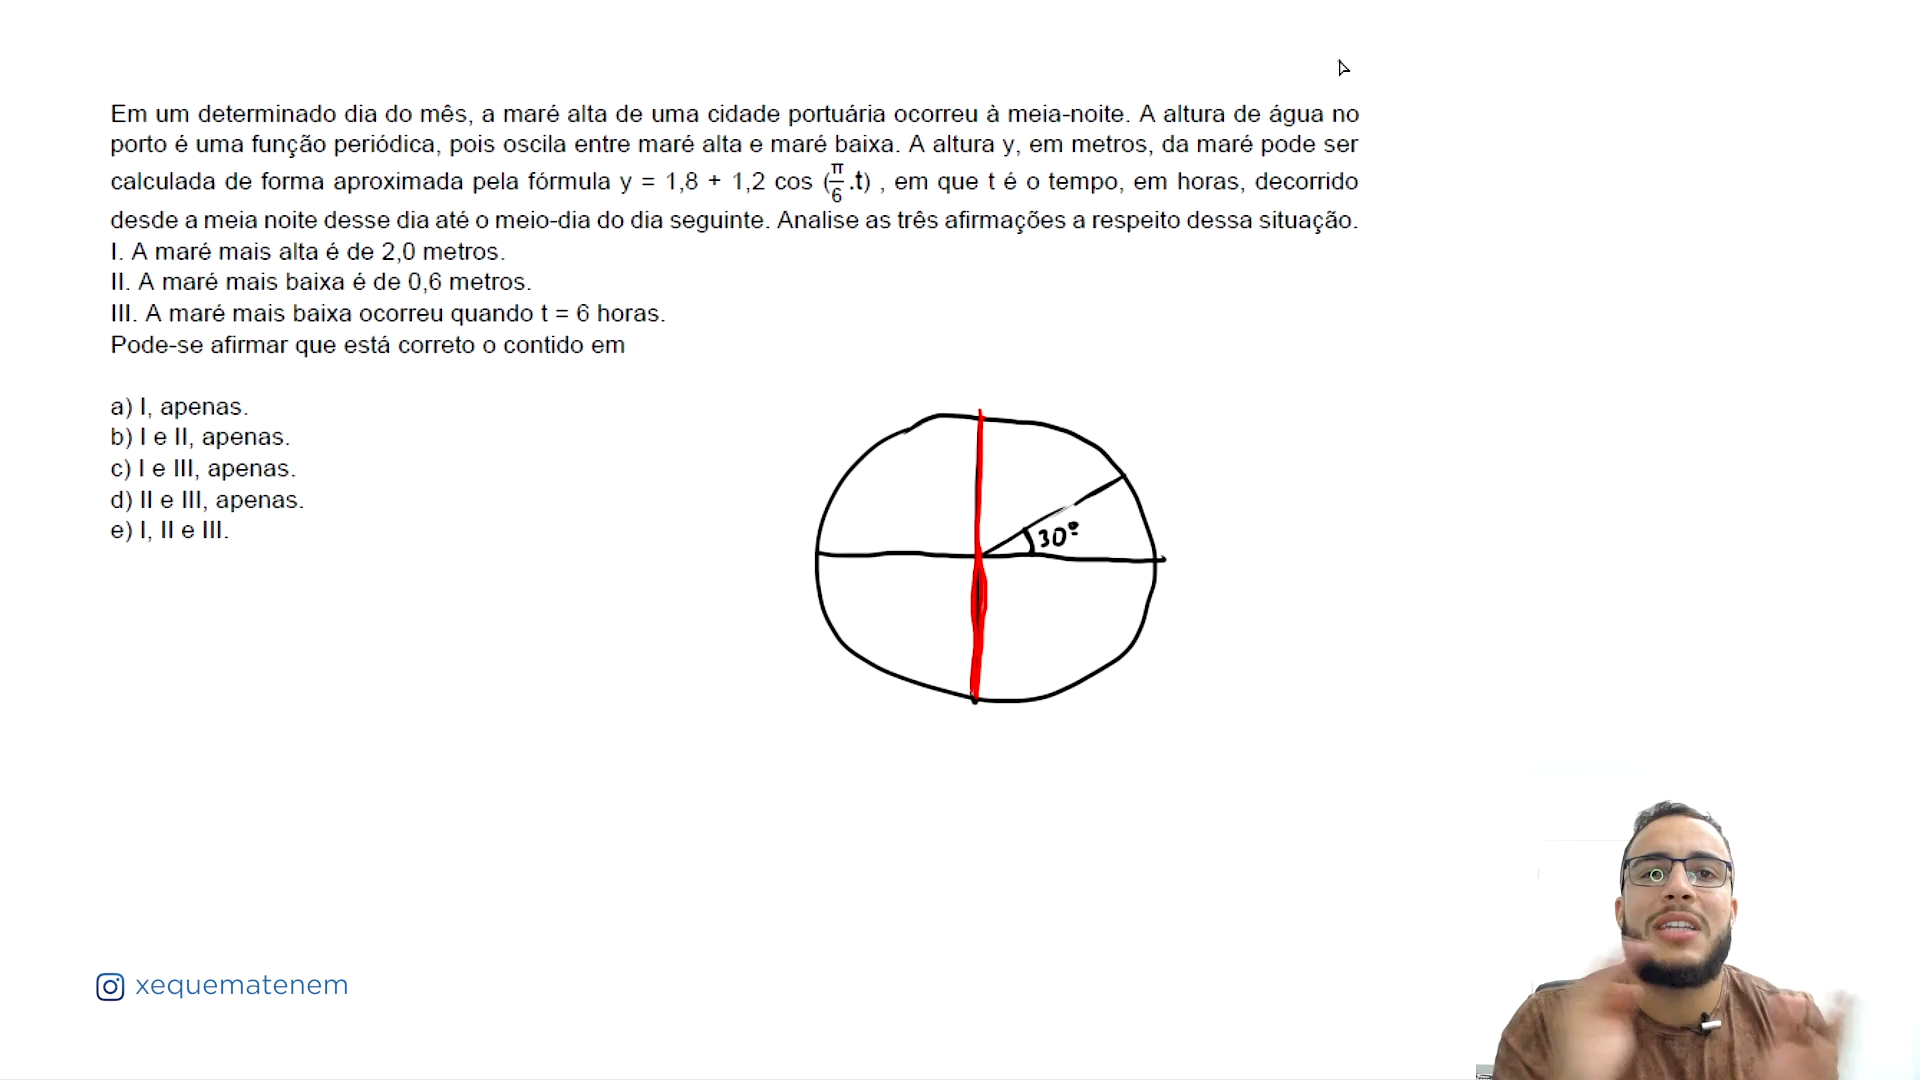 Em um determinado dia do mês, a maré alta de uma cidade portuária ocorreu à meia-noite. A altura de água no
porto é uma função periódica, pois oscila entre maré alta e maré baixa. A altura y, em metros, da maré pode ser
calculada de forma aproximada pela fórmula y = 1,8 + 1,2 cos (π/6 .t) , em que t é o tempo, em horas, decorrido
desde a meia noite desse dia até o meio-dia do dia seguinte. Analise as três afirmações a respeito dessa situação.
I. A maré mais alta é de 2,0 metros.
II. A maré mais baixa é de 0,6 metros.
III. A maré mais baixa ocorreu quando t = 6 horas.
Pode-se afirmar que está correto o contido em
a) I, apenas.
b) I e II, apenas.
c) I e III, apenas.
d) II e III, apenas.
e) I, II e III.
30º
xequematenem